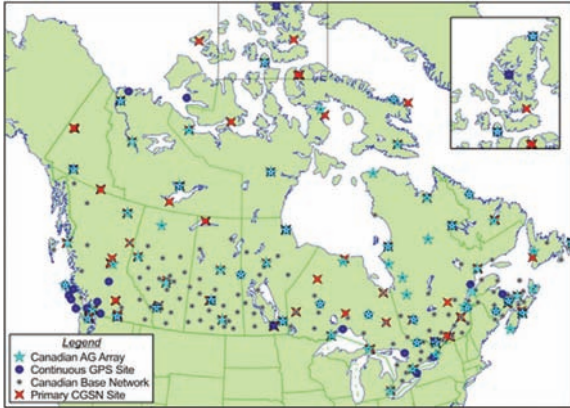 Legend
Canadian AG Array
Continuous GPS Site
Canadian Base Network
Primary CGSN Site